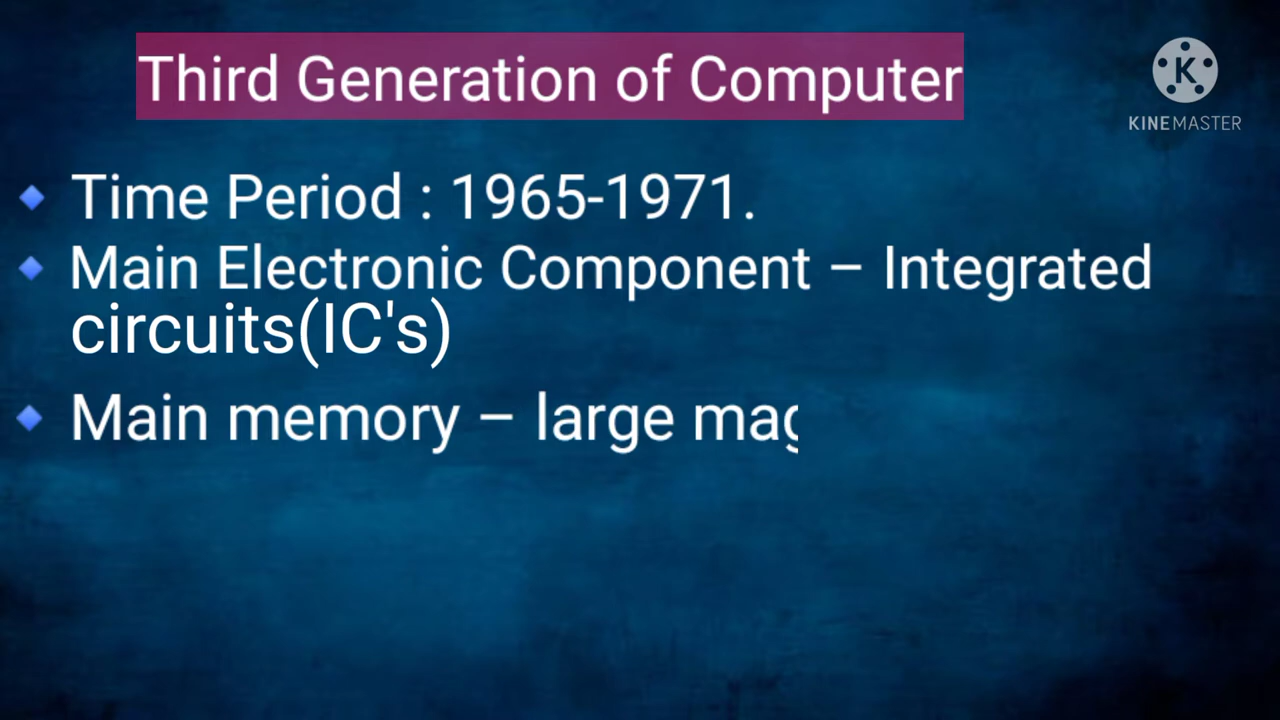 Third Generation of Computer
KINEMASTER
Time Period : 1965-1971.
Main Electronic Component – Integrated
circuits(IC's)
Main memory – large